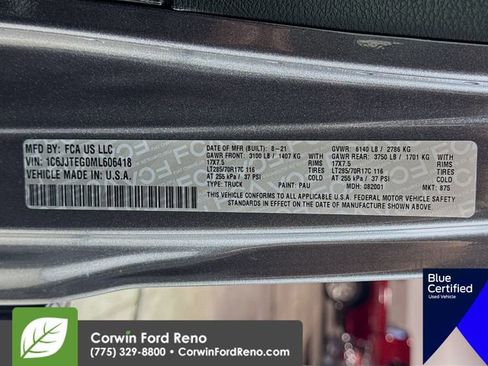 MFD BY: FCA US LLC
VIN: 1C6JJTEG0ML606418
MADE IN U.S.A.
DATE OF MFR (BUILT): 8-21
GAWR FRONT: 3100 LB / 1407 KG
17X7.5 RIMS
LT285/70R17C 116 TIRES
AT 255 kPa / 37 PSI COLD
TYPE: TRUCK PAINT: PAU
GVWR: 6140 LB / 2786 KG
GAWR REAR: 3750 LB / 1701 KG
17X7.5 RIMS
LT285/70R17C 116 TIRES
AT 255 kPa / 37 PSI COLD
MDH: 082001 MKT: 875
THIS VEHICLE CONFORMS TO ALL APPLICABLE U.S.A. FEDERAL MOTOR VEHICLE SAFETY
STANDARDS IN EFFECT ON THE DATE OF MANUFACTURE SHOWN ABOVE.
Blue
Certified
Used Vehicle
Corwin Ford Reno
(775) 329-8800 • CorwinFordReno.com